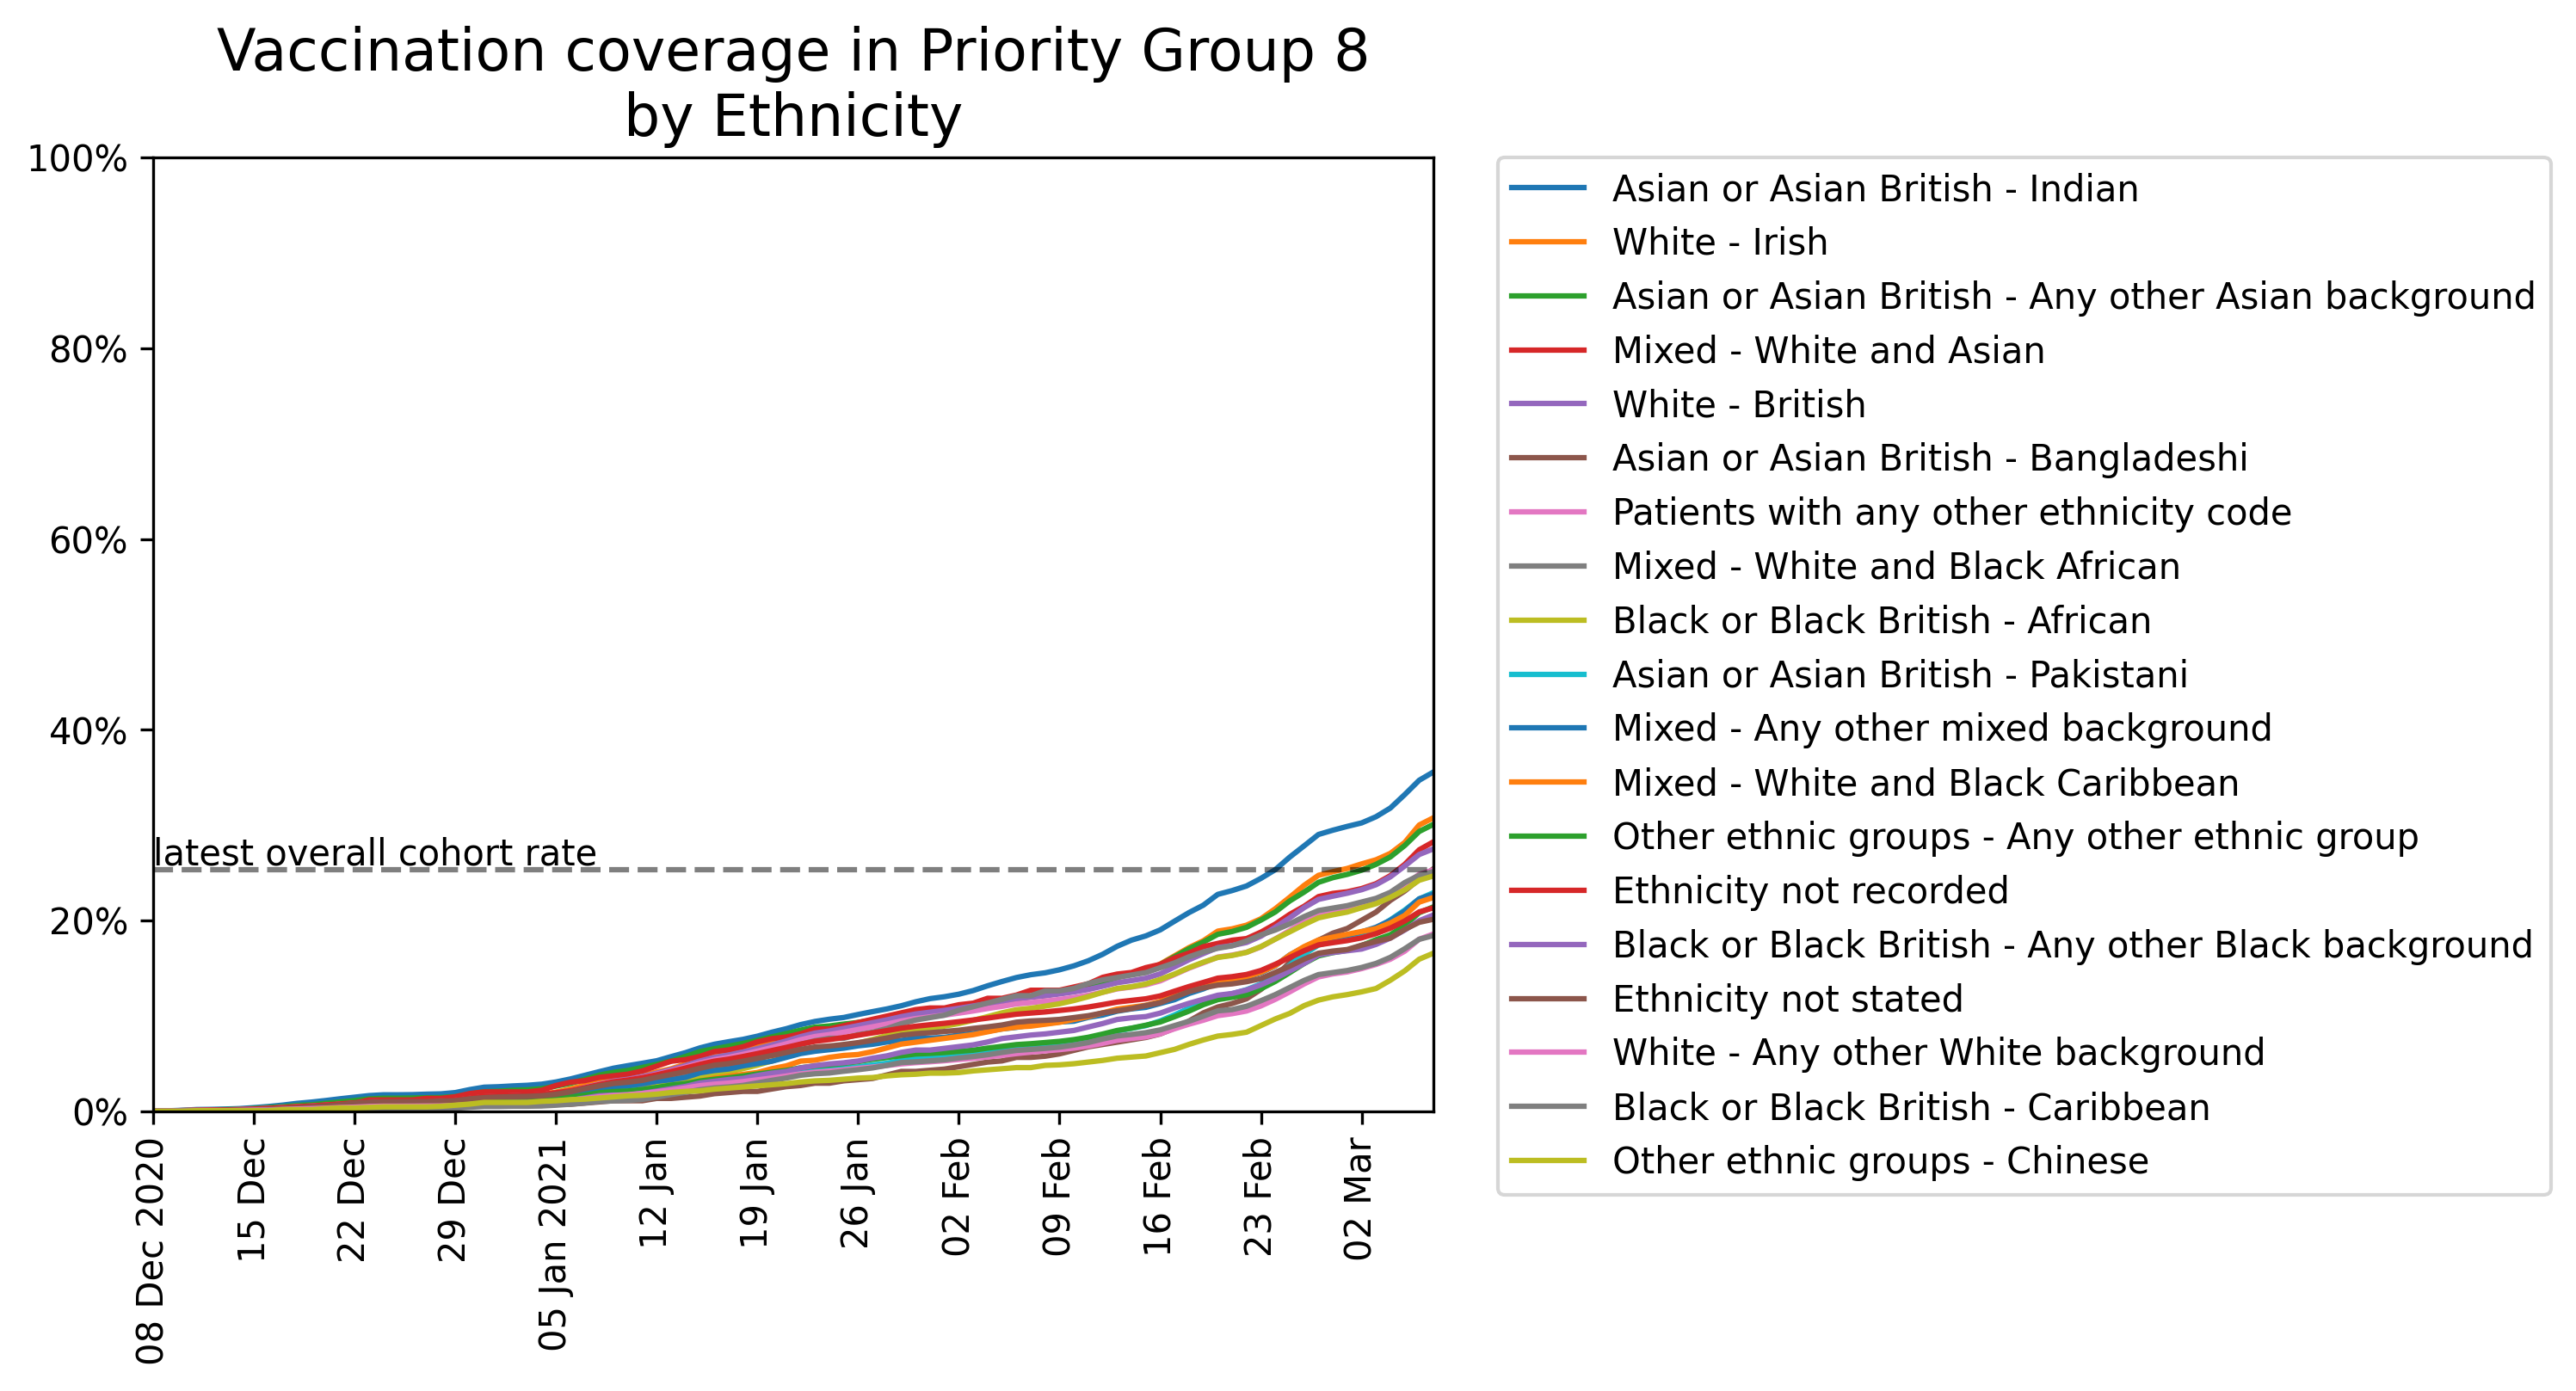 Vaccination coverage in Priority Group 8
by Ethnicity
100%
80%
60%
40%
20%
0%
latest overall cohort rate
08 Dec 2020
15 Dec
22 Dec
29 Dec
05 Jan 2021
12 Jan
19 Jan
26 Jan
02 Feb
09 Feb
16 Feb
23 Feb
02 Mar
Asian or Asian British - Indian
White - Irish
Asian or Asian British - Any other Asian background
Mixed - White and Asian
White - British
Asian or Asian British - Bangladeshi
Patients with any other ethnicity code
Mixed - White and Black African
Black or Black British - African
Asian or Asian British - Pakistani
Mixed - Any other mixed background
Mixed - White and Black Caribbean
Other ethnic groups - Any other ethnic group
Ethnicity not recorded
Black or Black British - Any other Black background
Ethnicity not stated
White - Any other White background
Black or Black British - Caribbean
Other ethnic groups - Chinese